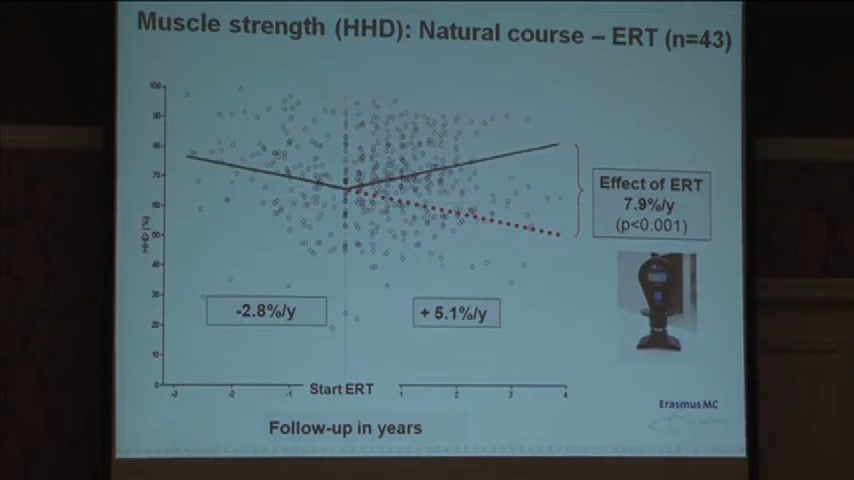 Muscle strength (HHD): Natural course – ERT (n=43)
100
90
80
70
60
50
40
30
20
10
0
HHD (%)
Effect of ERT
7.9%/y
(p<0.001)
-2.8%/y
+ 5.1%/y
-3
-2
-1
Start ERT
1
2
3
4
Follow-up in years
Erasmus MC